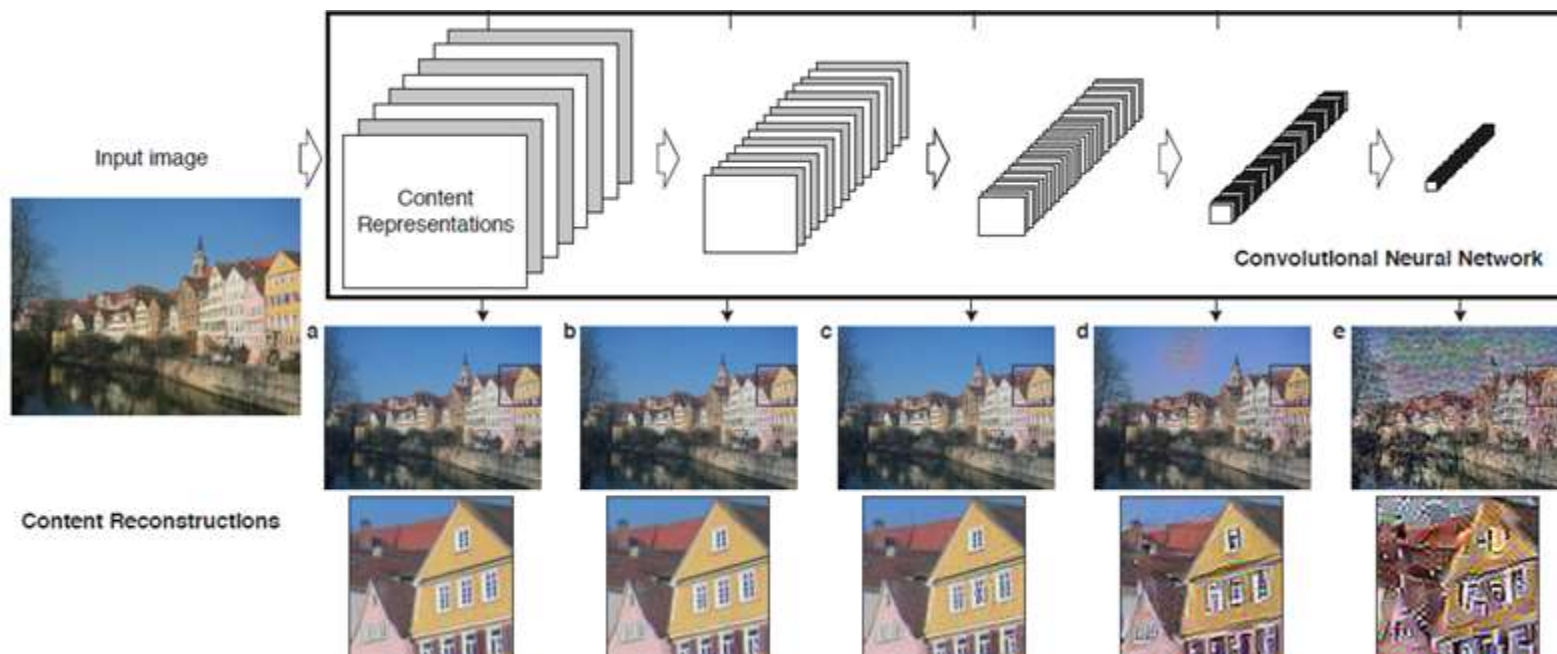 Input image
Content
Representations
Convolutional Neural Network
a
b
c
d
e
Content Reconstructions